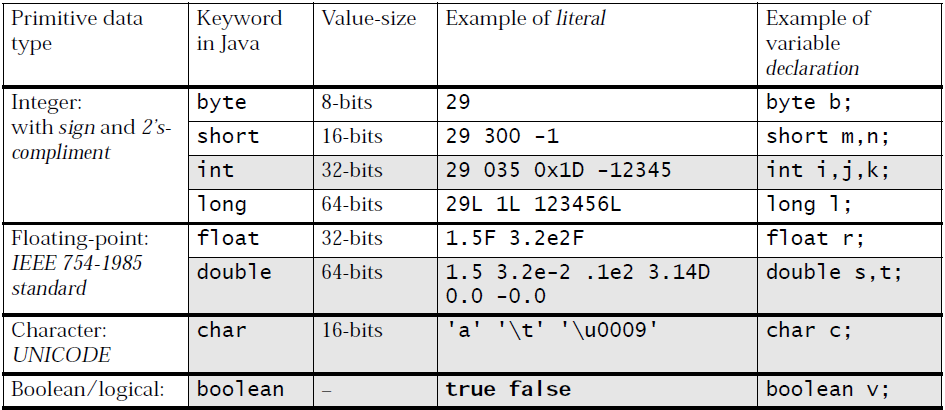 Primitive data type Keyword in Java Value-size Example of literal Example of variable declaration
Integer: with sign and 2's-compliment byte 8-bits 29 byte b;
short 16-bits 29 300 -1 short m,n;
int 32-bits 29 035 0x1D -12345 int i,j,k;
long 64-bits 29L 1L 123456L long l;
Floating-point: IEEE 754-1985 standard float 32-bits 1.5F 3.2e2F float r;
double 64-bits 1.5 3.2e-2 .1e2 3.14D 0.0 -0.0 double s,t;
Character: UNICODE char 16-bits 'a' '\t' '\u0009' char c;
Boolean/logical: boolean – true false boolean v;